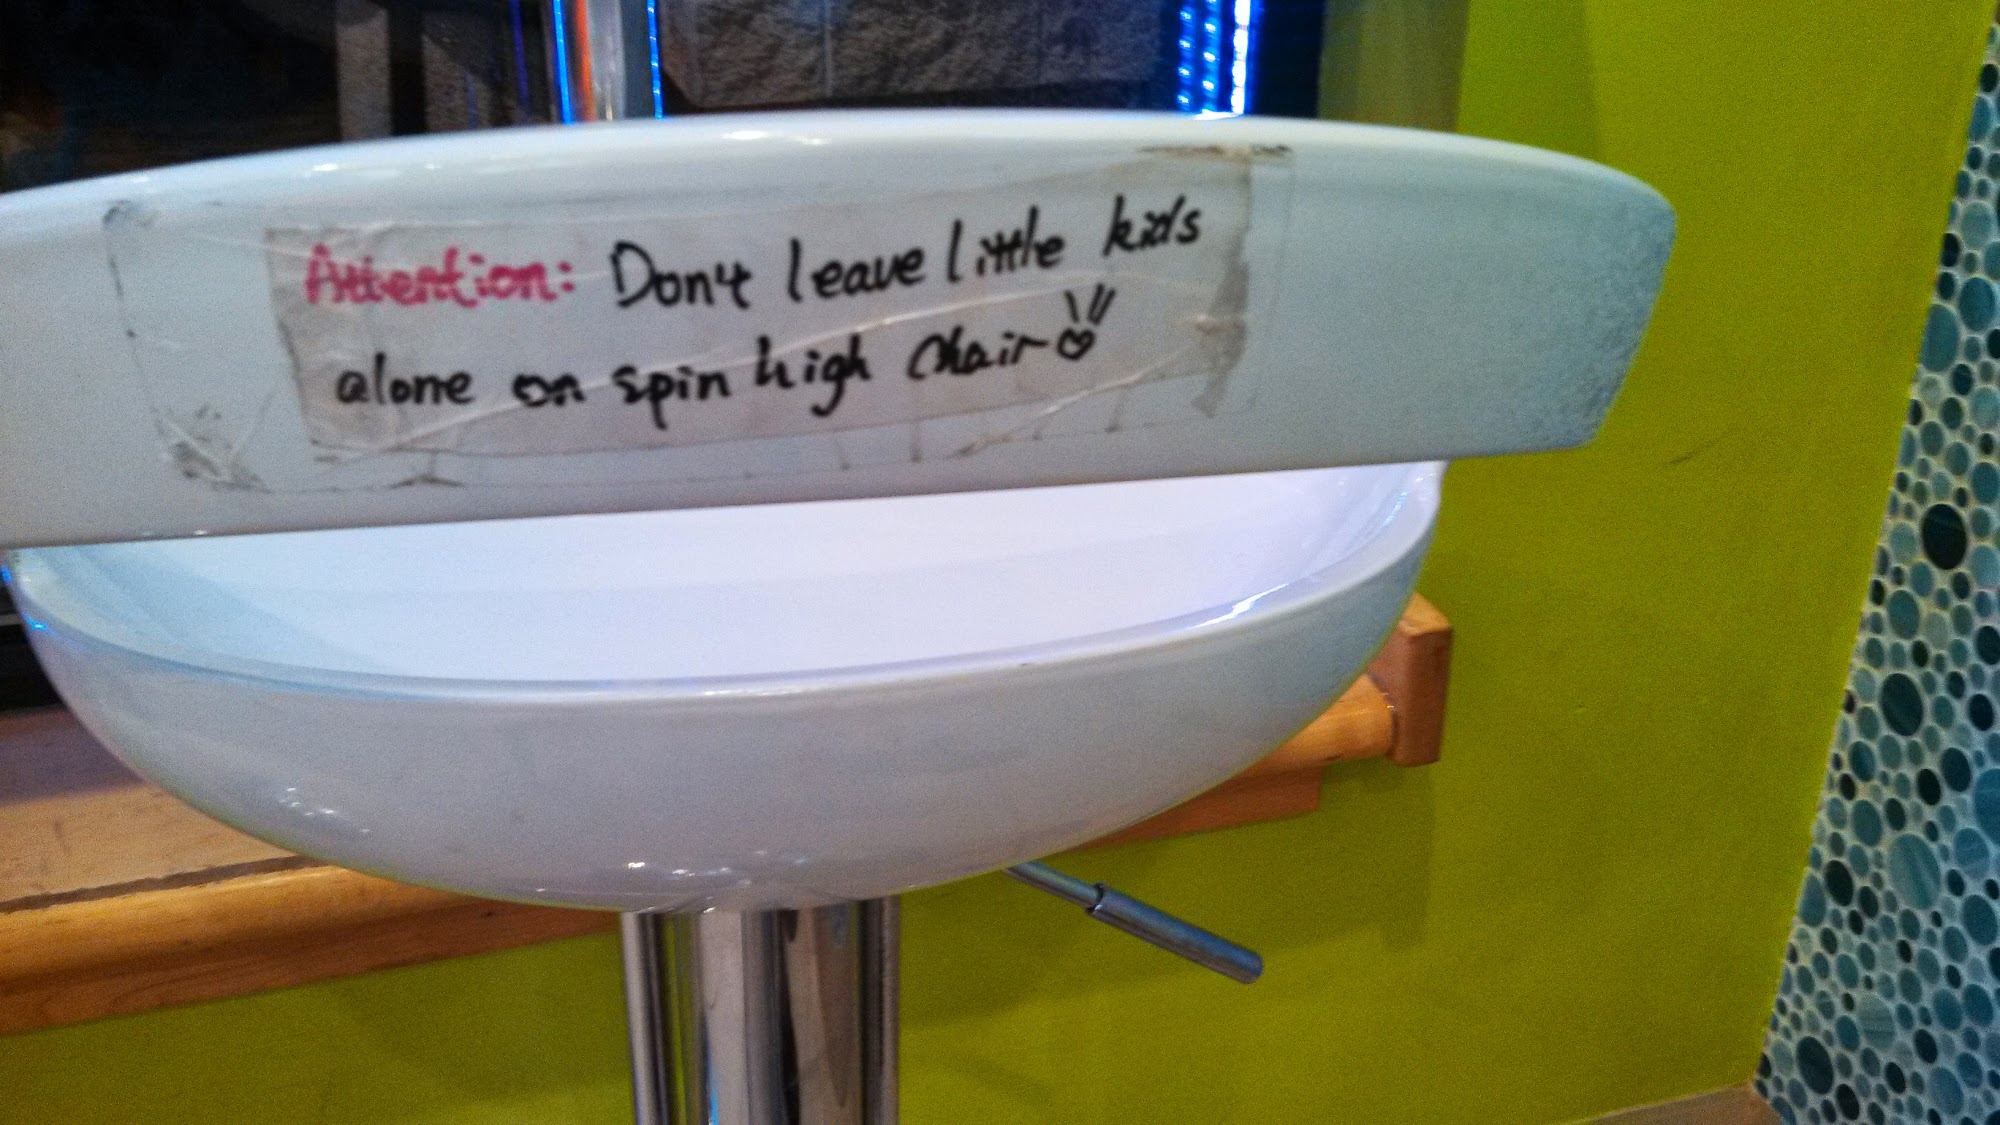 Attention: Don't leave little kids
alone on spin high Chair